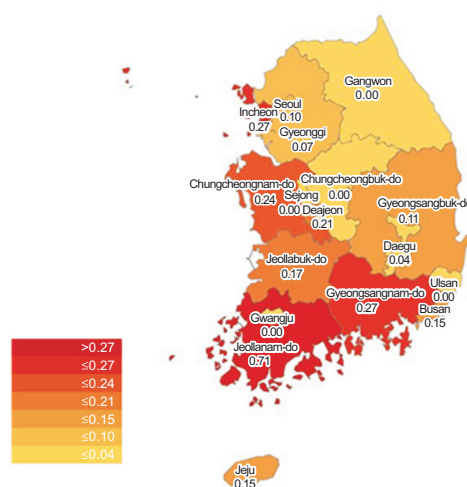 Gangwon
0.00
Seoul
0.10
Incheon
0.27
Gyeonggi
0.07
Chungcheongbuk-do
0.00
Chungcheongnam-do
0.24
Sejong
0.00
Deajeon
0.21
Gyeongsangbuk-do
0.11
Daegu
0.04
Jeollabuk-do
0.17
Ulsan
0.00
Gyeongsangnam-do
0.27
Busan
0.15
Gwangju
0.00
Jeollanam-do
0.71
>0.27
≤0.27
≤0.24
≤0.21
≤0.15
≤0.10
≤0.04
Jeju
0.15